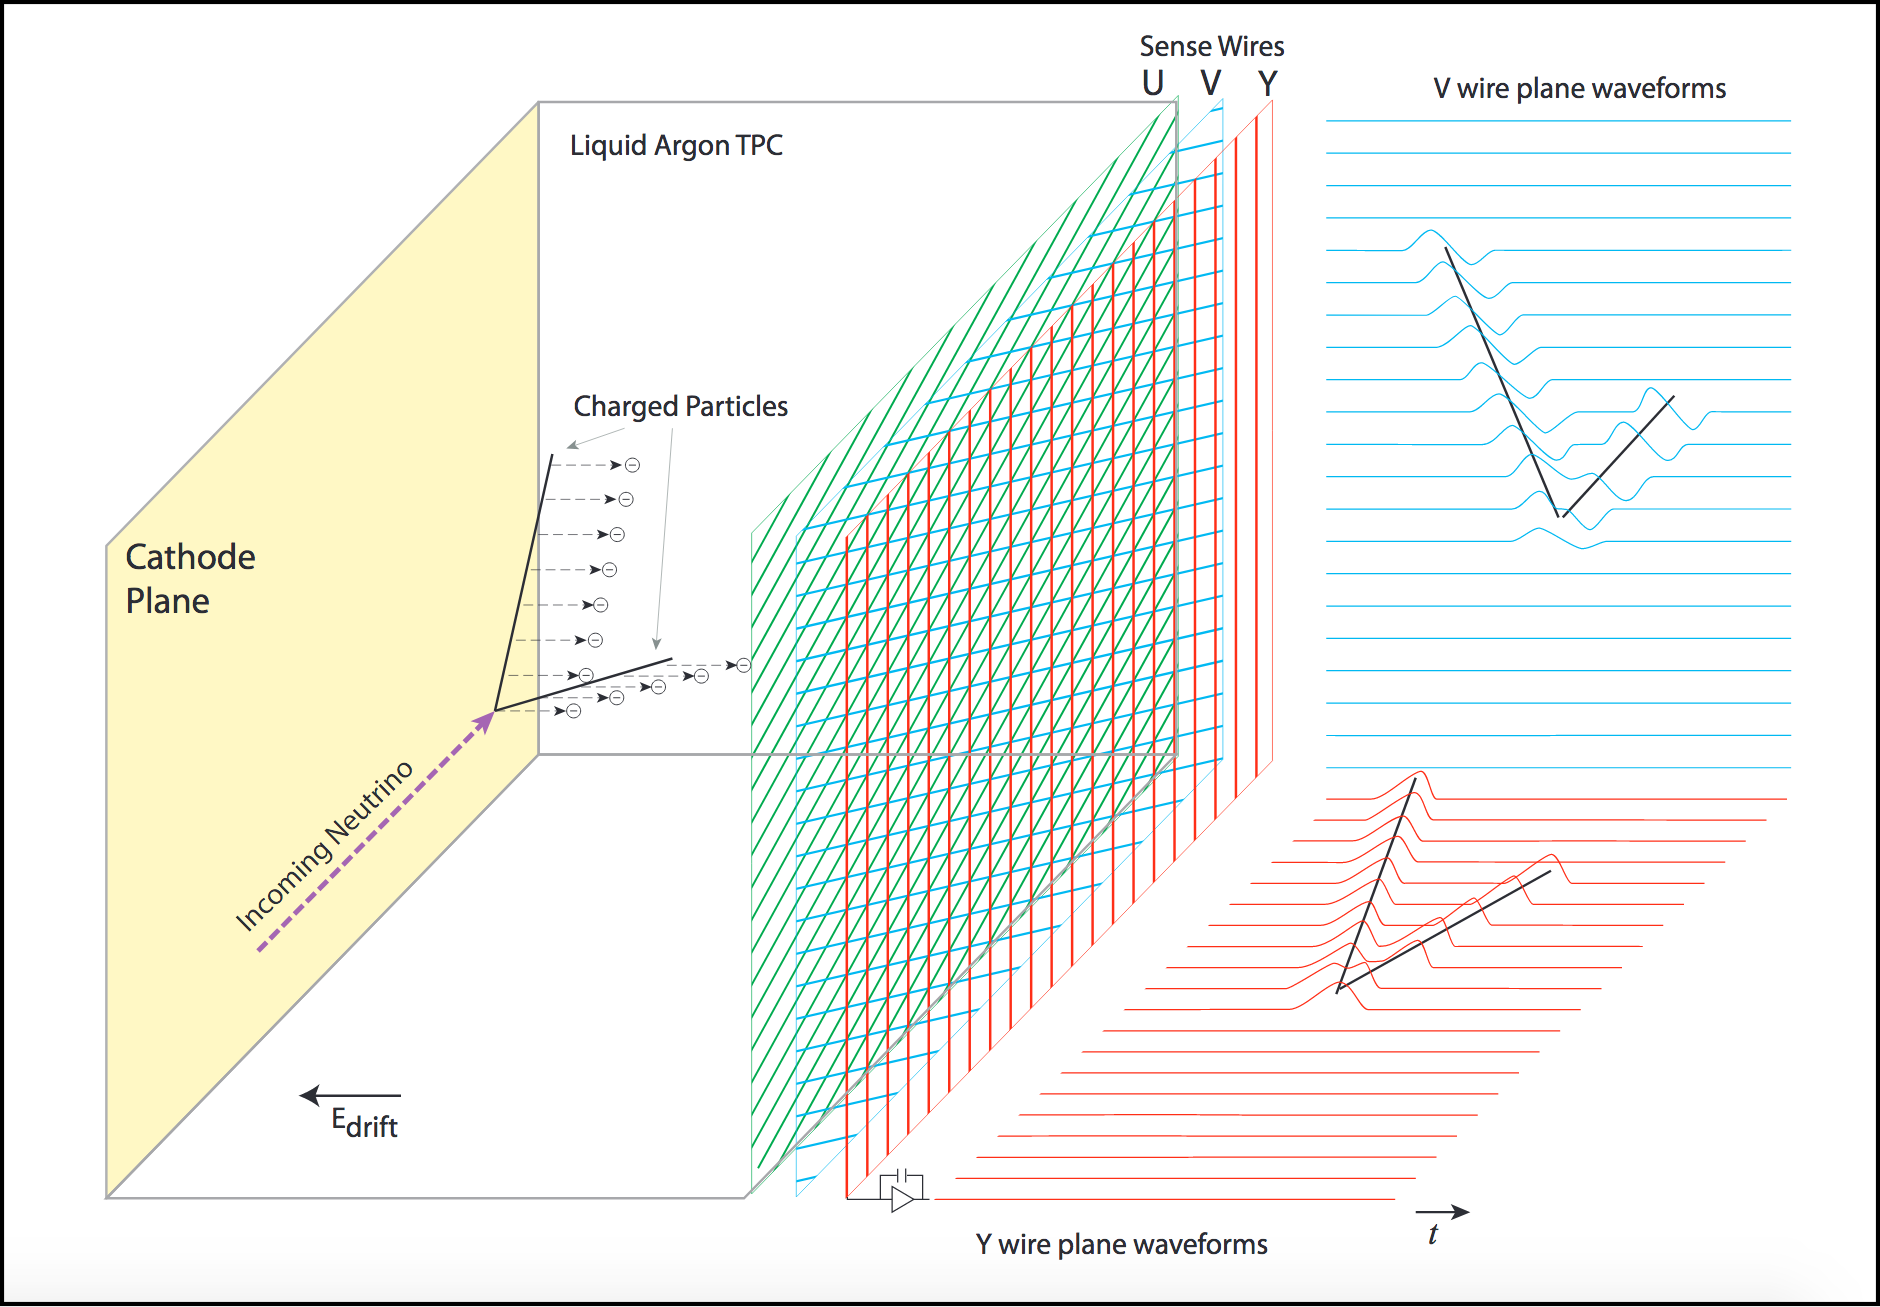 Sense Wires
U V Y
V wire plane waveforms
Liquid Argon TPC
Charged Particles
Cathode
Plane
Incoming Neutrino
Edrift
t
Y wire plane waveforms